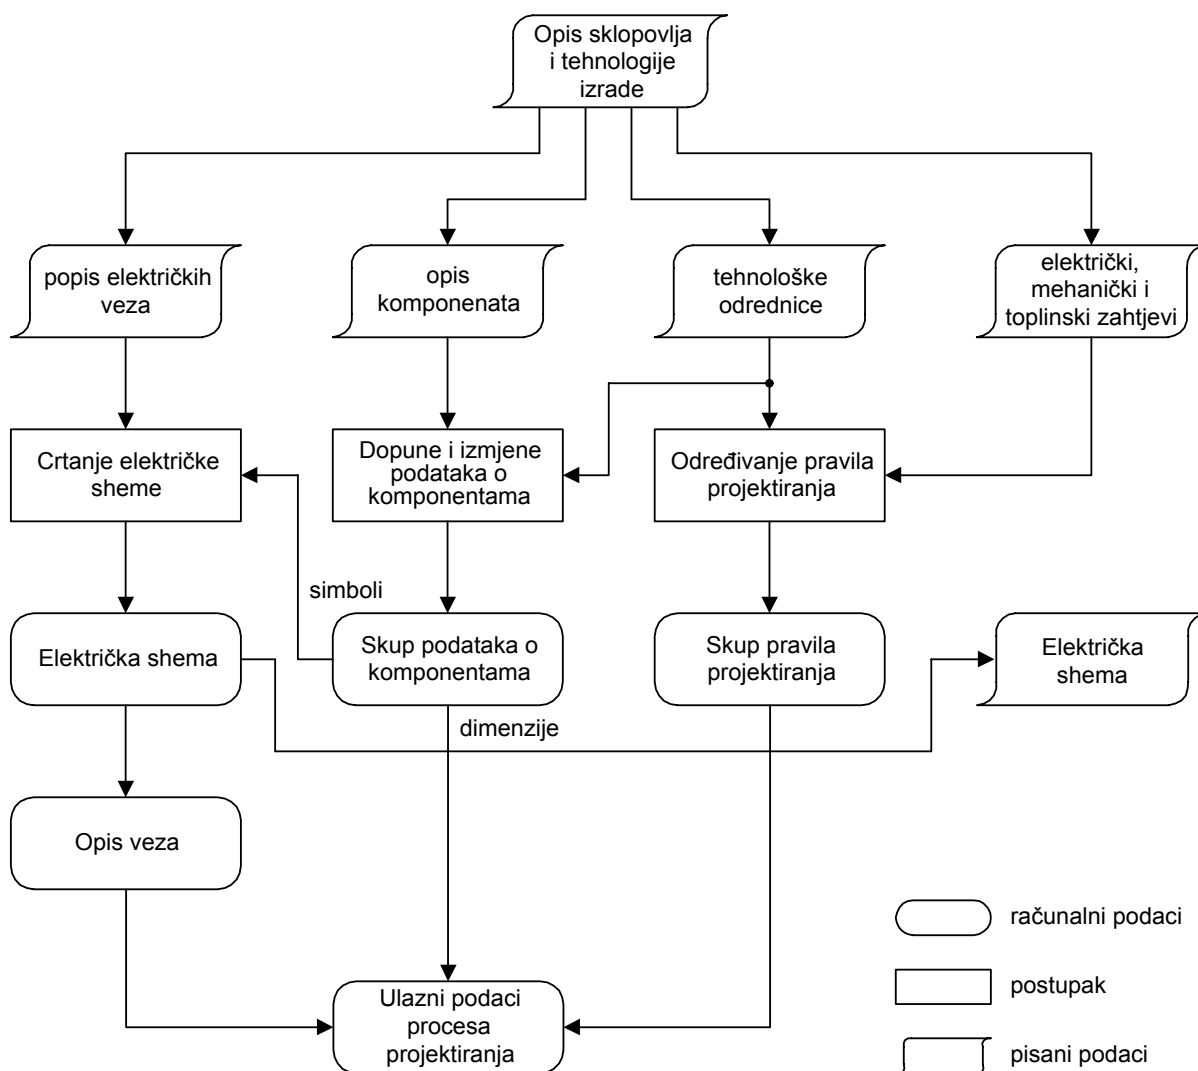 Opis sklopovlja
i tehnologije
izrade
popis električkih
veza
opis
komponenata
tehnološke
odrednice
električki,
mehanički i
toplinski zahtjevi
Crtanje električke
sheme
Dopune i izmjene
podataka o
komponentama
Određivanje pravila
projektiranja
simboli
Električka shema
Skup podataka o
komponentama
Skup pravila
projektiranja
Električka
shema
dimenzije
Opis veza
Ulazni podaci
procesa
projektiranja
računalni podaci
postupak
pisani podaci